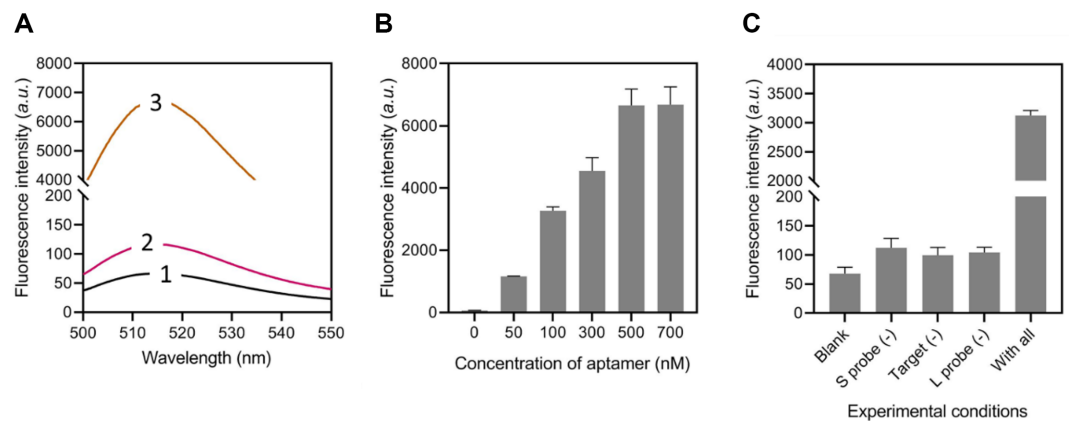 A
B
C
Fluorescence intensity (a.u.)
8000
7000
6000
5000
4000
200
150
100
50
0
3
2
1
500
510
520
530
540
550
Wavelength (nm)
Fluorescence intensity (a.u.)
8000
6000
4000
2000
0
0
50
100
300
500
700
Concentration of aptamer (nM)
Fluorescence intensity (a.u.)
4000
3500
3000
2500
2000
200
150
100
50
0
Blank
S probe (-)
Target (-)
L probe (-)
With all
Experimental conditions